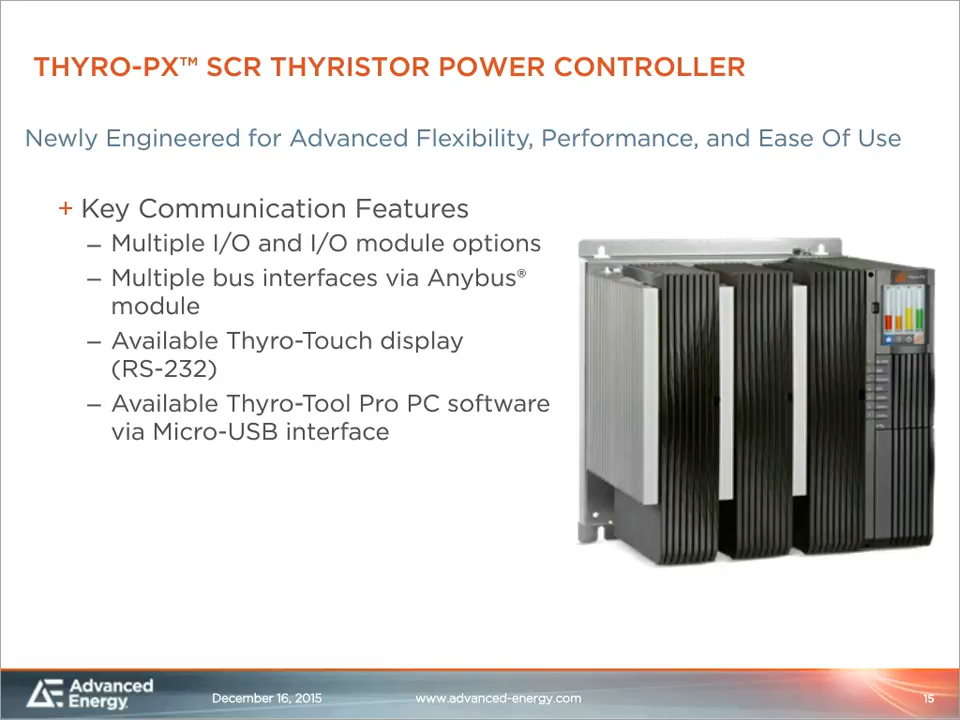 THYRO-PX™ SCR THYRISTOR POWER CONTROLLER
Newly Engineered for Advanced Flexibility, Performance, and Ease Of Use
+ Key Communication Features
– Multiple I/O and I/O module options
– Multiple bus interfaces via Anybus®
module
– Available Thyro-Touch display
(RS-232)
– Available Thyro-Tool Pro PC software
via Micro-USB interface
Advanced
Energy
December 16, 2015
www.advanced-energy.com
15